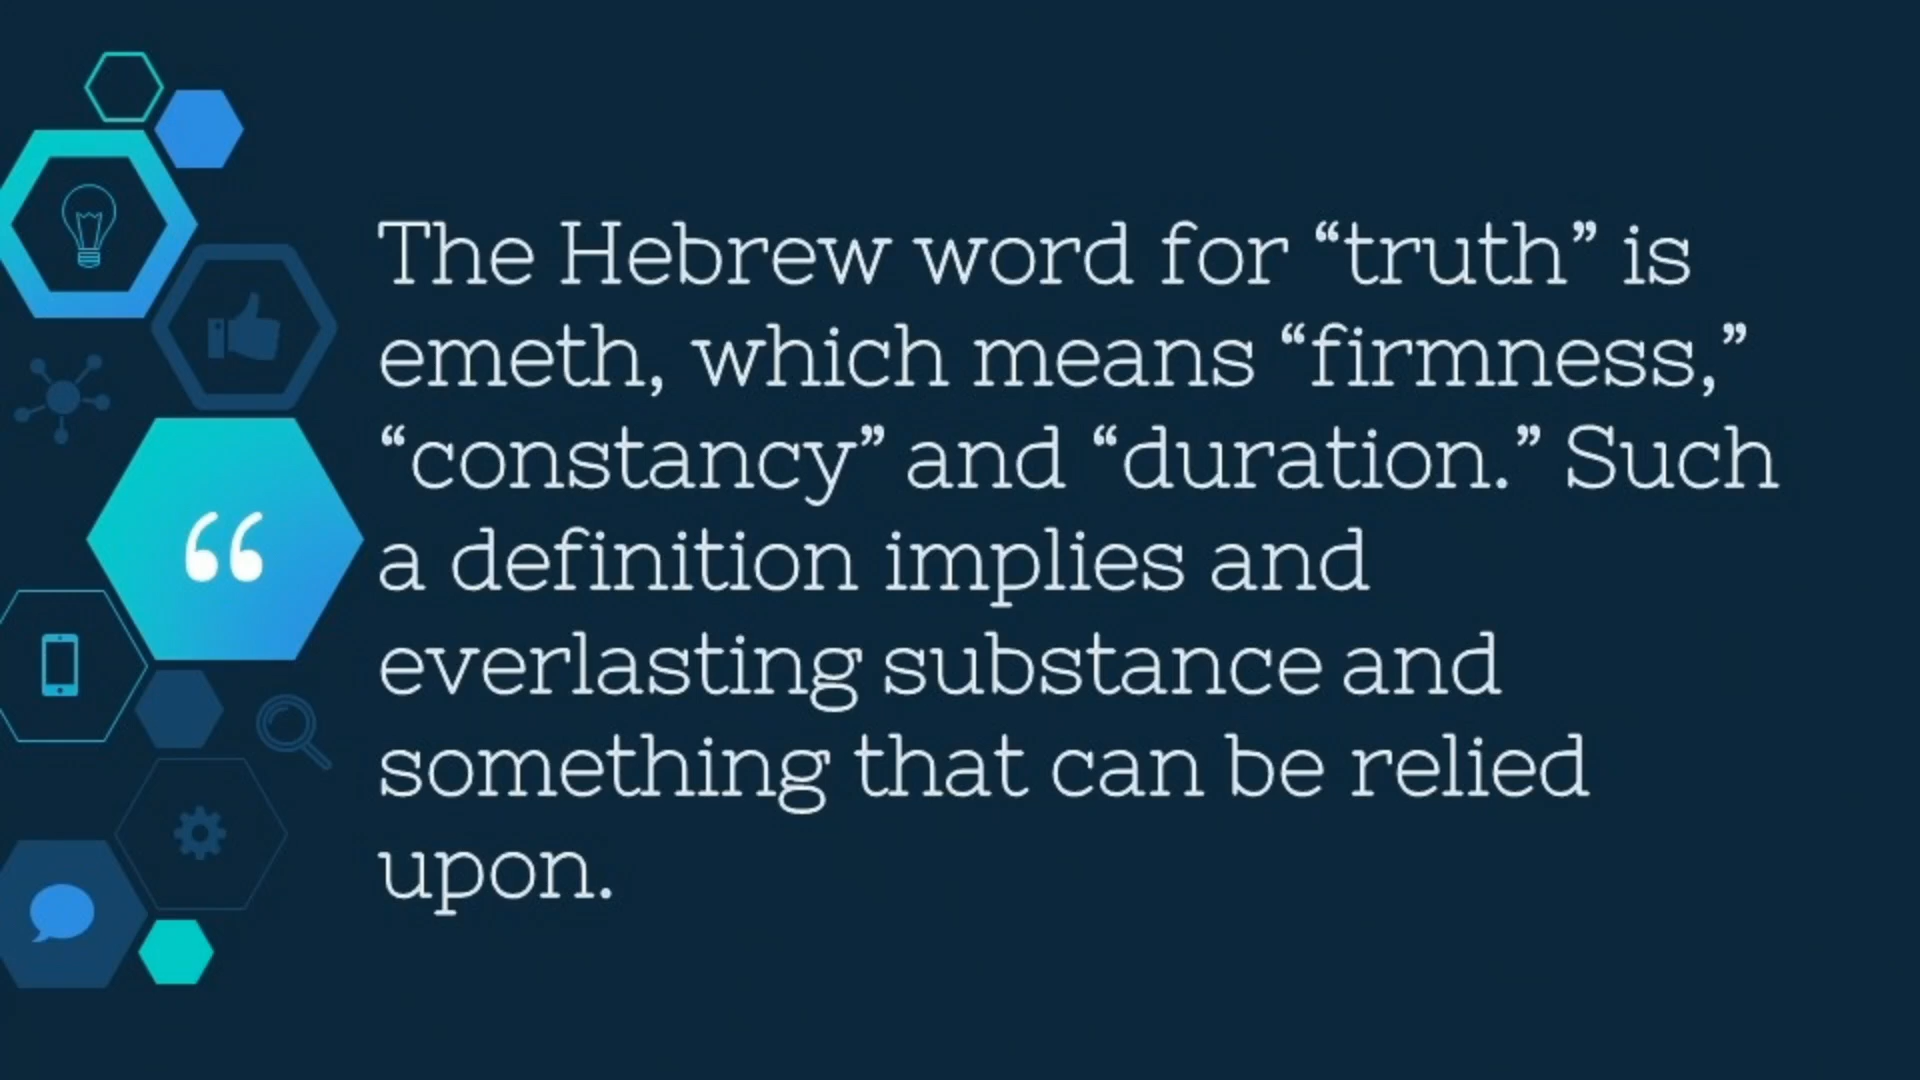 The Hebrew word for “truth” is
emeth, which means “firmness,”
“constancy” and “duration.” Such
a definition implies and
everlasting substance and
something that can be relied
upon.